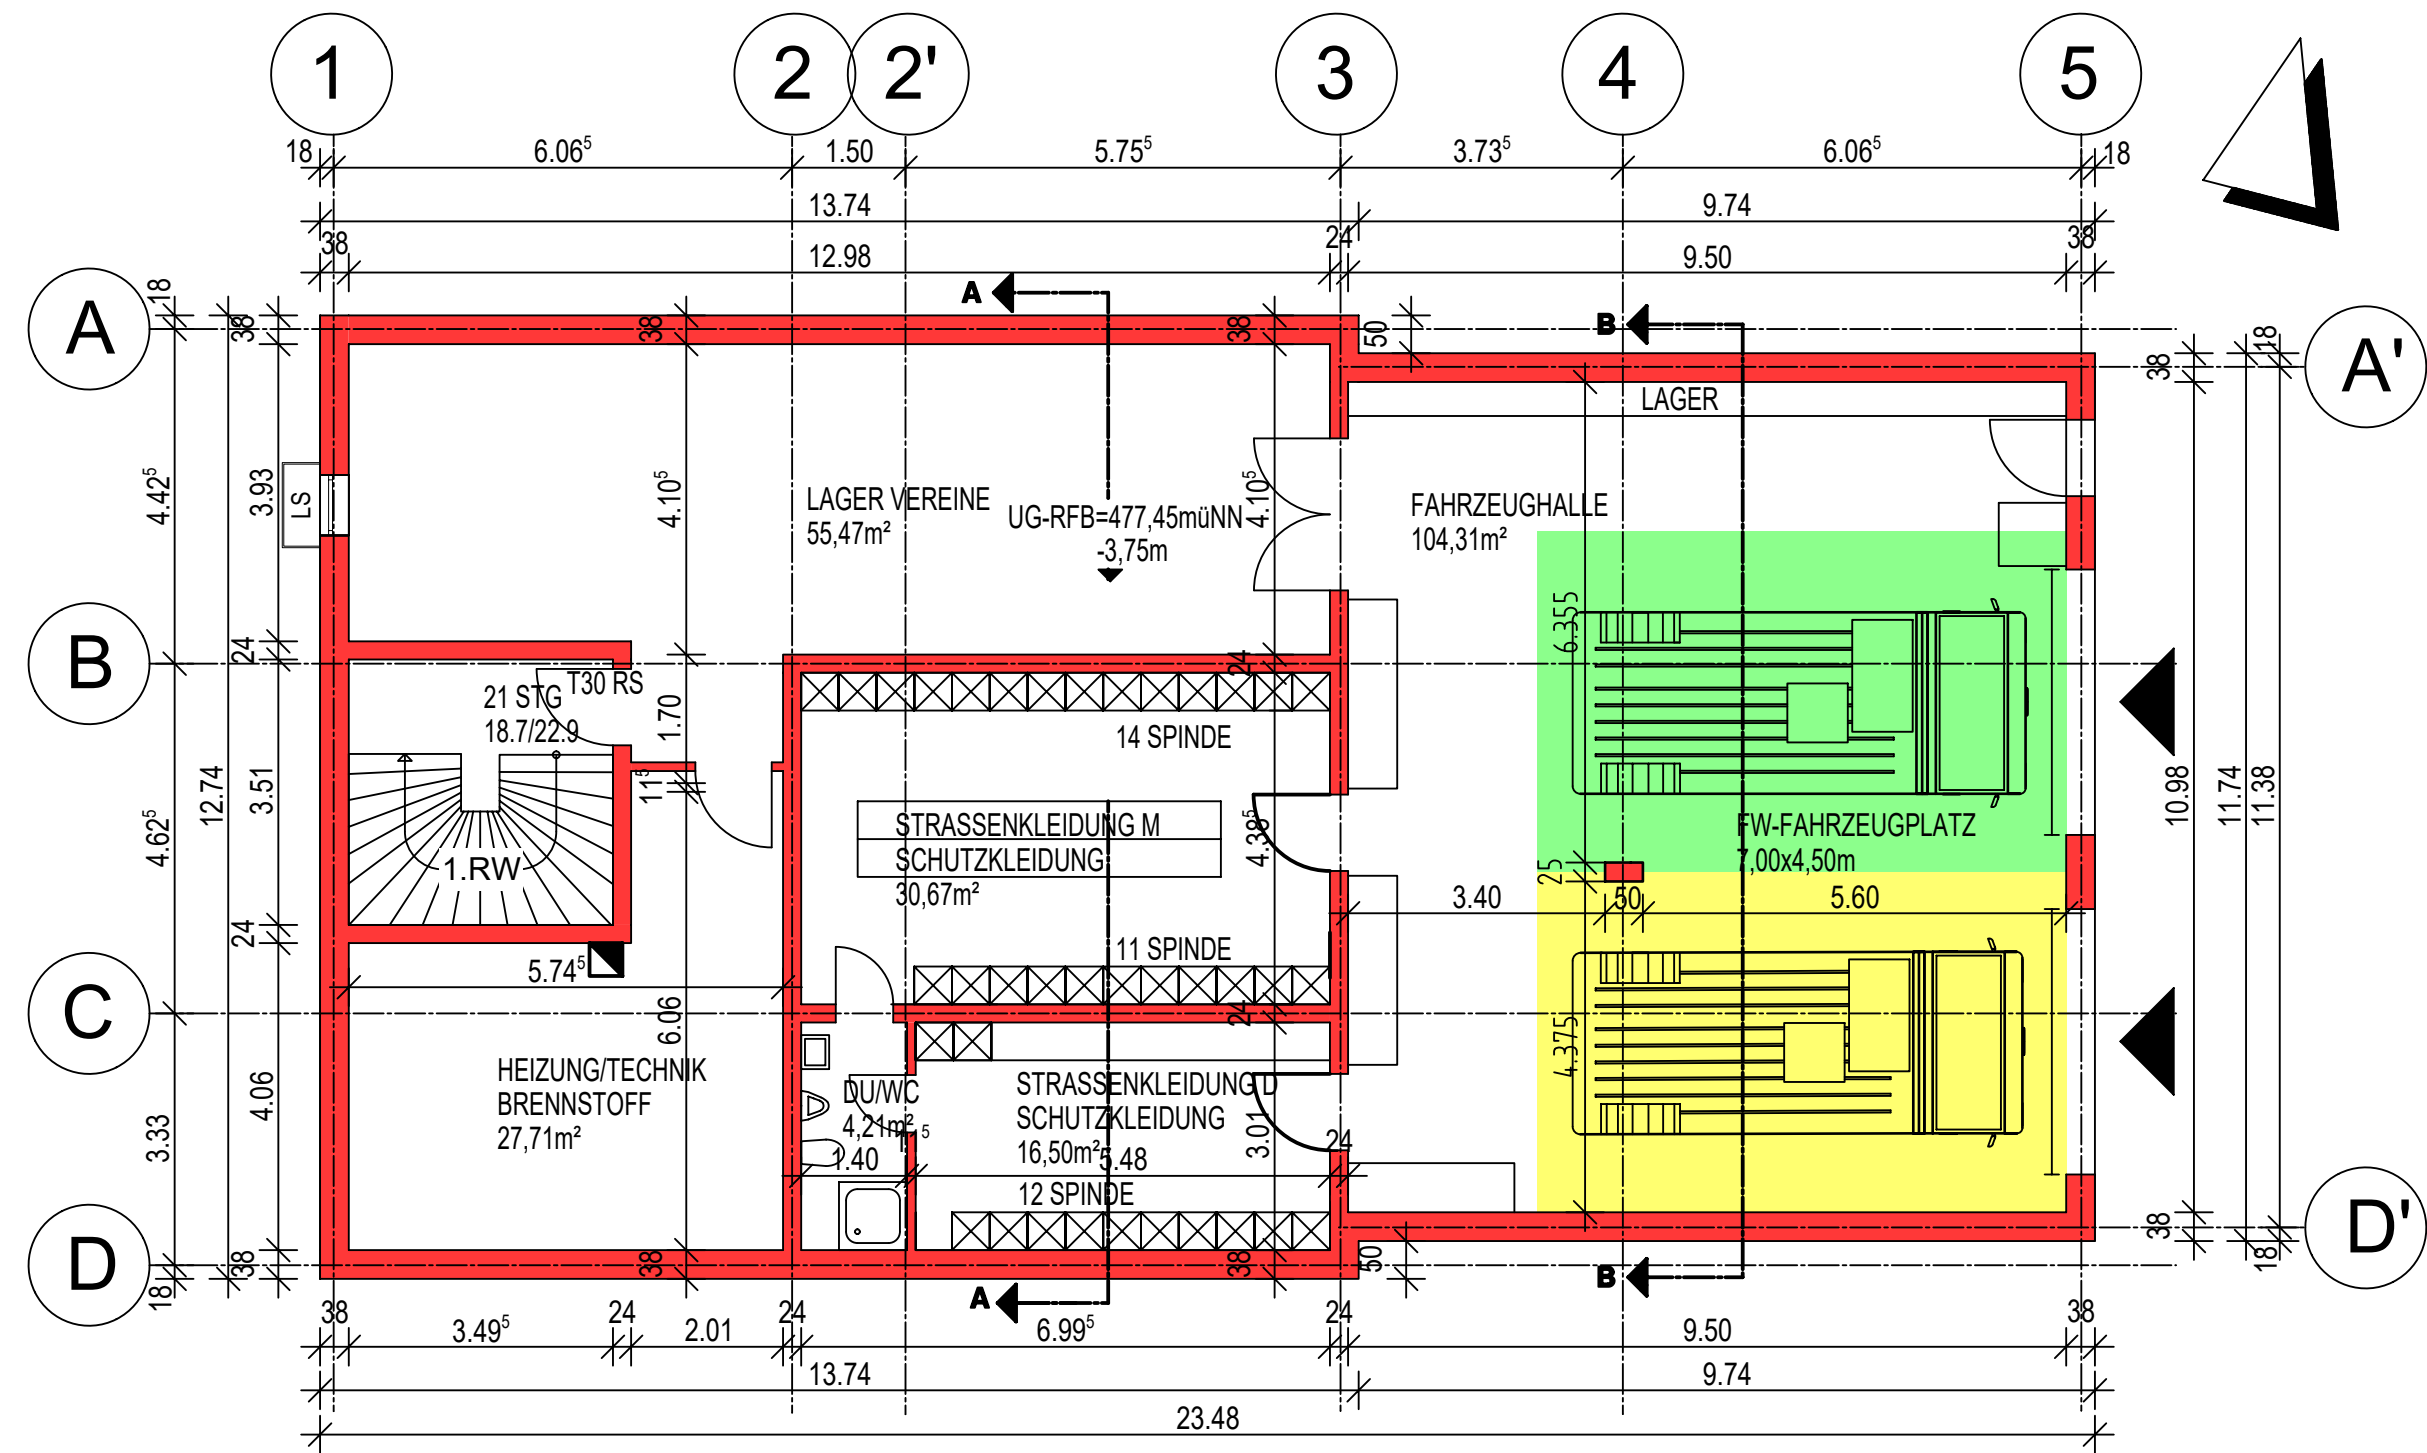 1
2
2'
3
4
5
18
6.06⁵
1.50
5.75⁵
3.73⁵
6.06⁵
18
13.74
9.74
38
12.98
24
9.50
38
A
A
B
A'
18
38
38
38
50
38
18
LAGER
4.42⁵
3.93
LS
4.10⁵
LAGER VEREINE
55,47m²
UG-RFB=477,45müNN
-3,75m
4.10⁵
FAHRZEUGHALLE
104,31m²
6.355
B
24
T30 RS
21 STG
18.7/22.9
1.70
24
14 SPINDE
12.74
4.62⁵
3.51
11⁵
1.RW
STRASSENKLEIDUNG M
SCHUTZKLEIDUNG
30,67m²
4.38⁵
FW-FAHRZEUGPLATZ
7,00x4,50m
25
3.40
50
5.60
10.98
11.74
11.38
24
11 SPINDE
5.74⁵
C
6.06
24
4.375
HEIZUNG/TECHNIK
BRENNSTOFF
27,71m²
DU/WC
4,21m²
11⁵
1.40
STRASSENKLEIDUNG D
SCHUTZKLEIDUNG
16,50m²
5.48
3.01
24
12 SPINDE
3.33
4.06
D
38
18
38
38
50
38
18
D'
A
B
38
3.49⁵
24
2.01
24
6.99⁵
24
9.50
38
13.74
9.74
23.48